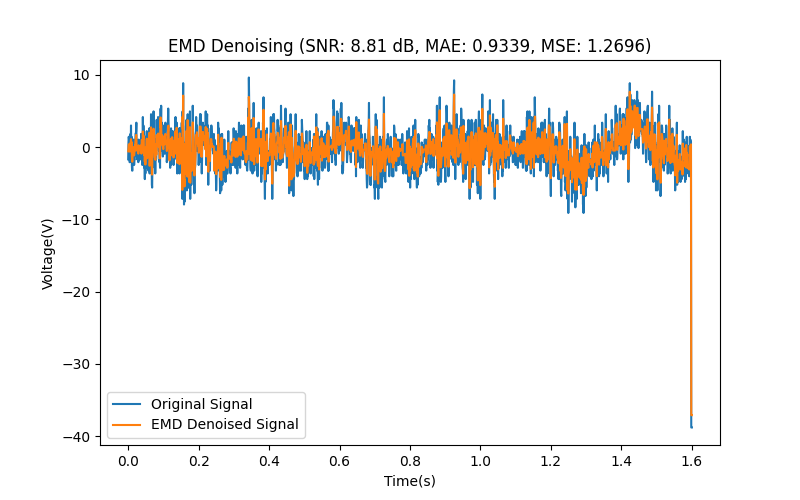 EMD Denoising (SNR: 8.81 dB, MAE: 0.9339, MSE: 1.2696)
10
0
−10
−20
−30
−40
Voltage(V)
Original Signal
EMD Denoised Signal
0.0 0.2 0.4 0.6 0.8 1.0 1.2 1.4 1.6
Time(s)